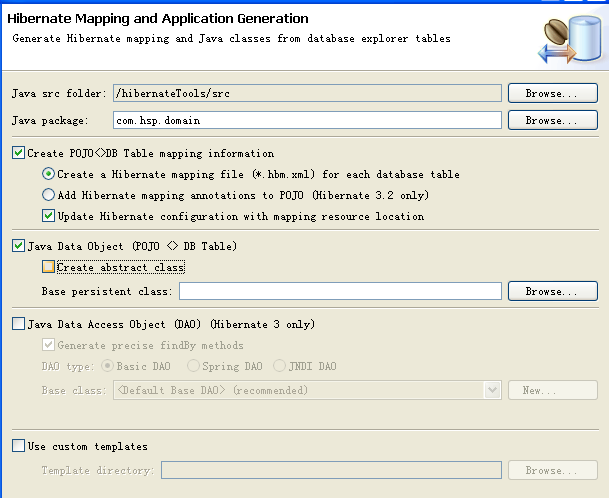 Hibernate Mapping and Application Generation
Generate Hibernate mapping and Java classes from database explorer tables
Java src folder: /hibernateTools/src Browse...
Java package: com.hsp.domain Browse...
Create POJO<>DB Table mapping information
Create a Hibernate mapping file (*.hbm.xml) for each database table
Add Hibernate mapping annotations to POJO (Hibernate 3.2 only)
Update Hibernate configuration with mapping resource location
Java Data Object (POJO <> DB Table)
Create abstract class
Base persistent class: Browse...
Java Data Access Object (DAO) (Hibernate 3 only)
Generate precise findBy methods
DAO type: Basic DAO Spring DAO JNDI DAO
Base class: <Default Base DAO> (recommended) New...
Use custom templates
Template directory: Browse...